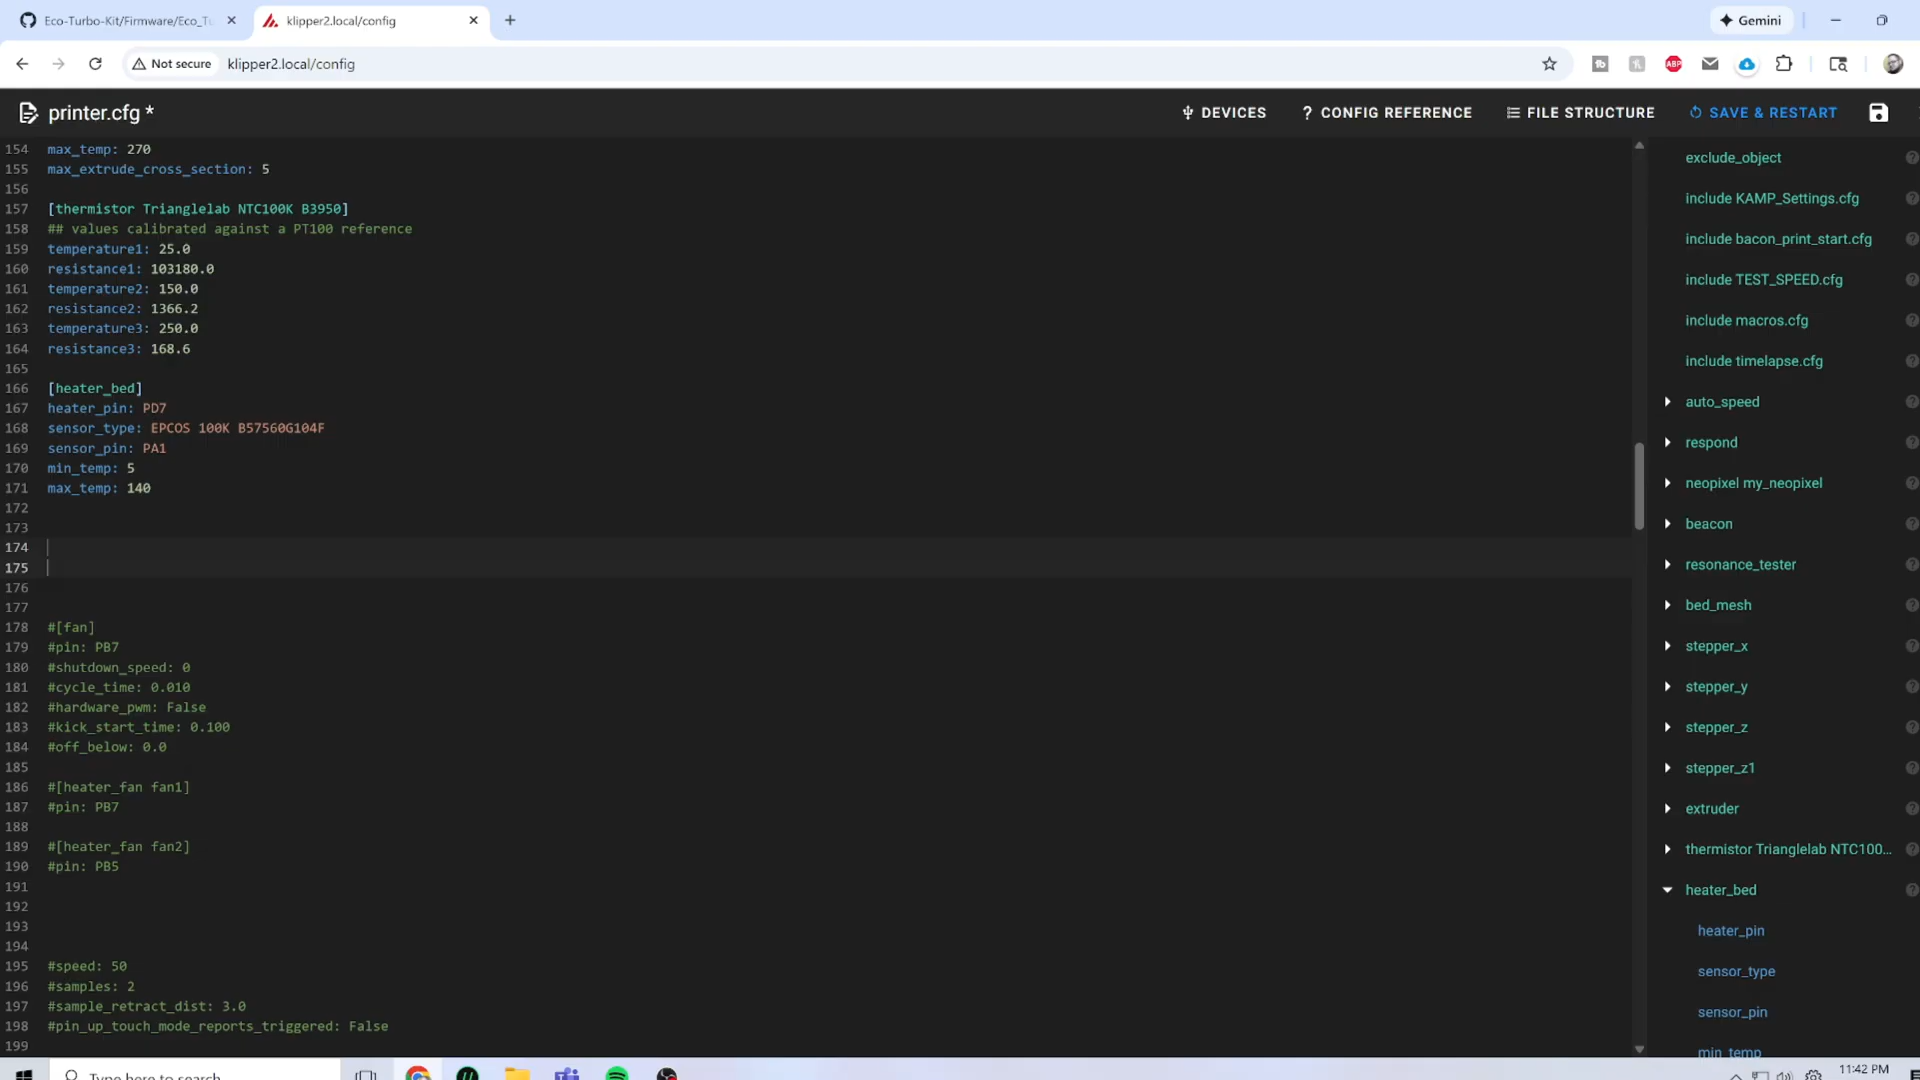 Eco-Turbo-Kit/Firmware/Eco_Tu
klipper2.local/config
Gemini
Not secure
klipper2.local/config
ABP
printer.cfg *
DEVICES
? CONFIG REFERENCE
FILE STRUCTURE
SAVE & RESTART
154 max_temp: 270
155 max_extrude_cross_section: 5
156
157 [thermistor Trianglelab NTC100K B3950]
158 ## values calibrated against a PT100 reference
159 temperature1: 25.0
160 resistance1: 103180.0
161 temperature2: 150.0
162 resistance2: 1366.2
163 temperature3: 250.0
164 resistance3: 168.6
165
166 [heater_bed]
167 heater_pin: PD7
168 sensor_type: EPCOS 100K B57560G104F
169 sensor_pin: PA1
170 min_temp: 5
171 max_temp: 140
172
173
174
175
176
177
178 #[fan]
179 #pin: PB7
180 #shutdown_speed: 0
181 #cycle_time: 0.010
182 #hardware_pwm: False
183 #kick_start_time: 0.100
184 #off_below: 0.0
185
186 #[heater_fan fan1]
187 #pin: PB7
188
189 #[heater_fan fan2]
190 #pin: PB5
191
192
193
194
195 #speed: 50
196 #samples: 2
197 #sample_retract_dist: 3.0
198 #pin_up_touch_mode_reports_triggered: False
199
exclude_object
include KAMP_Settings.cfg
include bacon_print_start.cfg
include TEST_SPEED.cfg
include macros.cfg
include timelapse.cfg
auto_speed
respond
neopixel my_neopixel
beacon
resonance_tester
bed_mesh
stepper_x
stepper_y
stepper_z
stepper_z1
extruder
thermistor Trianglelab NTC100...
heater_bed
heater_pin
sensor_type
sensor_pin
min_temp
Type here to search
11:42 PM